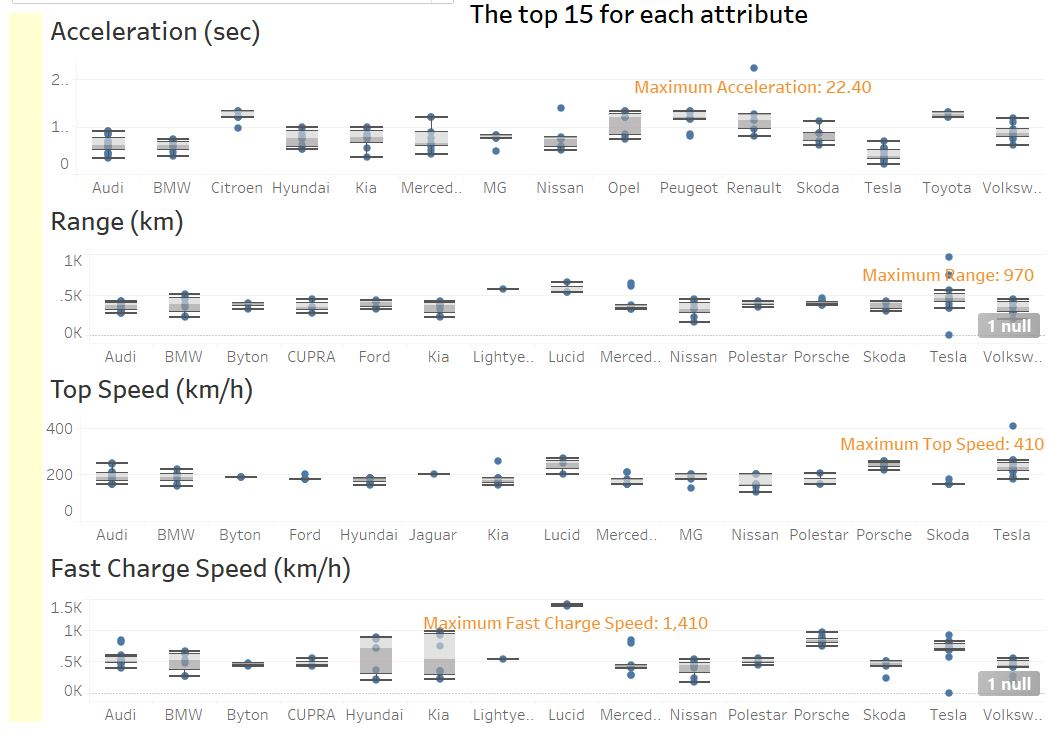 The top 15 for each attribute
Acceleration (sec)
2..
Maximum Acceleration: 22.40
1..
0
Audi BMW Citroen Hyundai Kia Merced.. MG Nissan Opel Peugeot Renault Skoda Tesla Toyota Volksw..
Range (km)
1K
Maximum Range: 970
.5K
1 null
0K
Audi BMW Byton CUPRA Ford Kia Lightye.. Lucid Merced.. Nissan Polestar Porsche Skoda Tesla Volksw..
Top Speed (km/h)
400
Maximum Top Speed: 410
200
0
Audi BMW Byton Ford Hyundai Jaguar Kia Lucid Merced.. MG Nissan Polestar Porsche Skoda Tesla
Fast Charge Speed (km/h)
1.5K
Maximum Fast Charge Speed: 1,410
1K
.5K
1 null
0K
Audi BMW Byton CUPRA Hyundai Kia Lightye.. Lucid Merced.. Nissan Polestar Porsche Skoda Tesla Volksw..